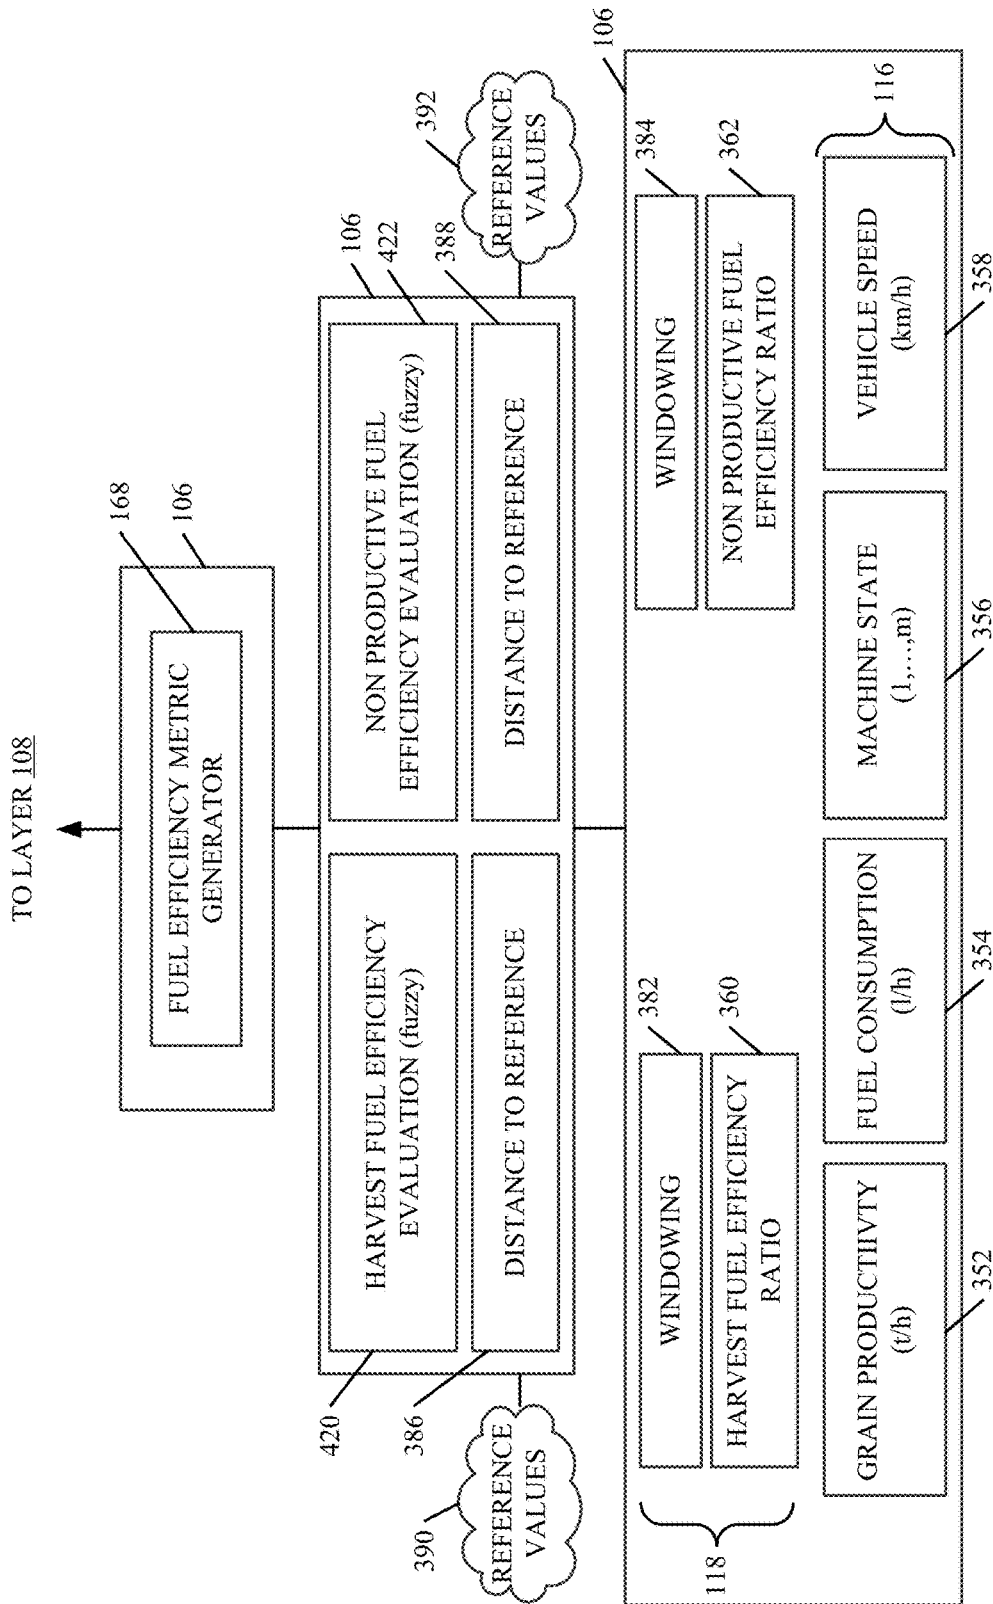 TO LAYER 108
168
106
FUEL EFFICIENCY METRIC
GENERATOR
420
HARVEST FUEL EFFICIENCY
EVALUATION (fuzzy)
NON PRODUCTIVE FUEL
EFFICIENCY EVALUATION (fuzzy)
106
422
386
DISTANCE TO REFERENCE
DISTANCE TO REFERENCE
388
390
REFERENCE
VALUES
392
REFERENCE
VALUES
106
382
WINDOWING
384
WINDOWING
118
360
HARVEST FUEL EFFICIENCY
RATIO
362
NON PRODUCTIVE FUEL
EFFICIENCY RATIO
116
GRAIN PRODUCTIIVTY
(t/h)
FUEL CONSUMPTION
(l/h)
MACHINE STATE
(1,...,m)
VEHICLE SPEED
(km/h)
352
354
356
358